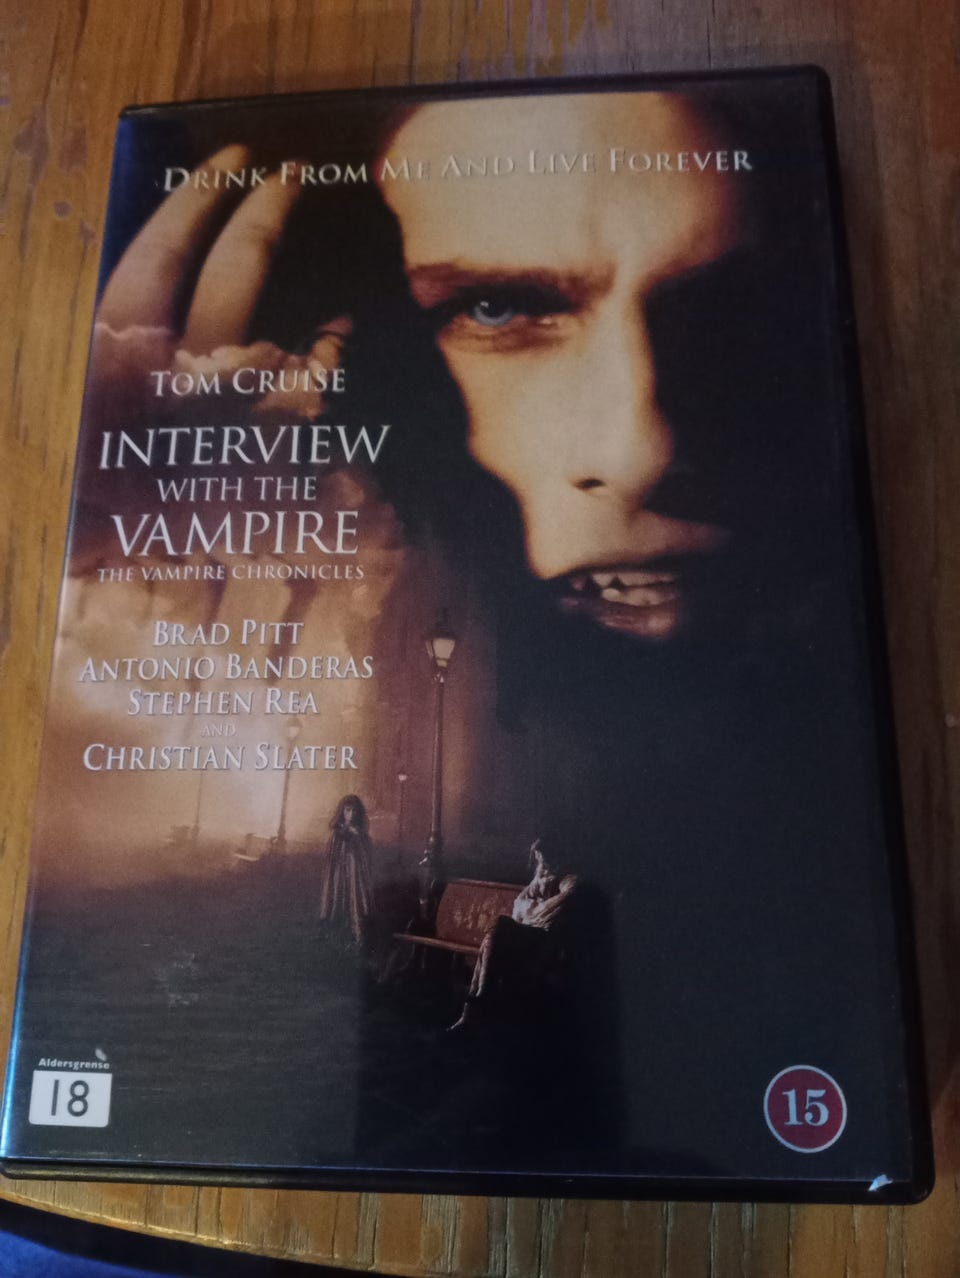 DRINK FROM ME AND LIVE FOREVER
TOM CRUISE
INTERVIEW
WITH THE
VAMPIRE
THE VAMPIRE CHRONICLES
BRAD PITT
ANTONIO BANDERAS
STEPHEN REA
AND
CHRISTIAN SLATER
Aldersgrense
18
15